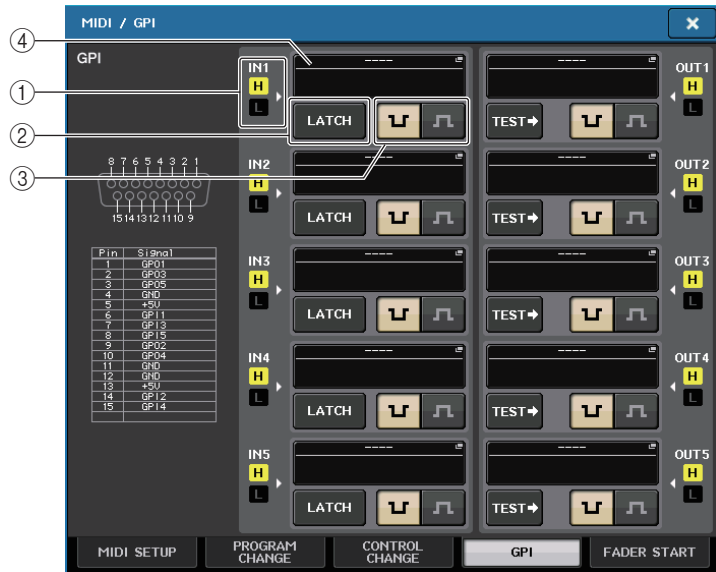 MIDI / GPI
GPI
④
①
②
③
IN1
H
L
----
LATCH
----
TEST
OUT1
H
L
IN2
H
L
----
LATCH
----
TEST
OUT2
H
L
IN3
H
L
----
LATCH
----
TEST
OUT3
H
L
IN4
H
L
----
LATCH
----
TEST
OUT4
H
L
IN5
H
L
----
LATCH
----
TEST
OUT5
H
L
8 7 6 5 4 3 2 1
15 14 13 12 11 10 9
Pin Signal
1 GPO1
2 GPO3
3 GPO5
4 GND
5 +5V
6 GPI1
7 GPI3
8 GPI5
9 GPO2
10 GPO4
11 GND
12 GND
13 +5V
14 GPI2
15 GPI4
MIDI SETUP
PROGRAM
CHANGE
CONTROL
CHANGE
GPI
FADER START